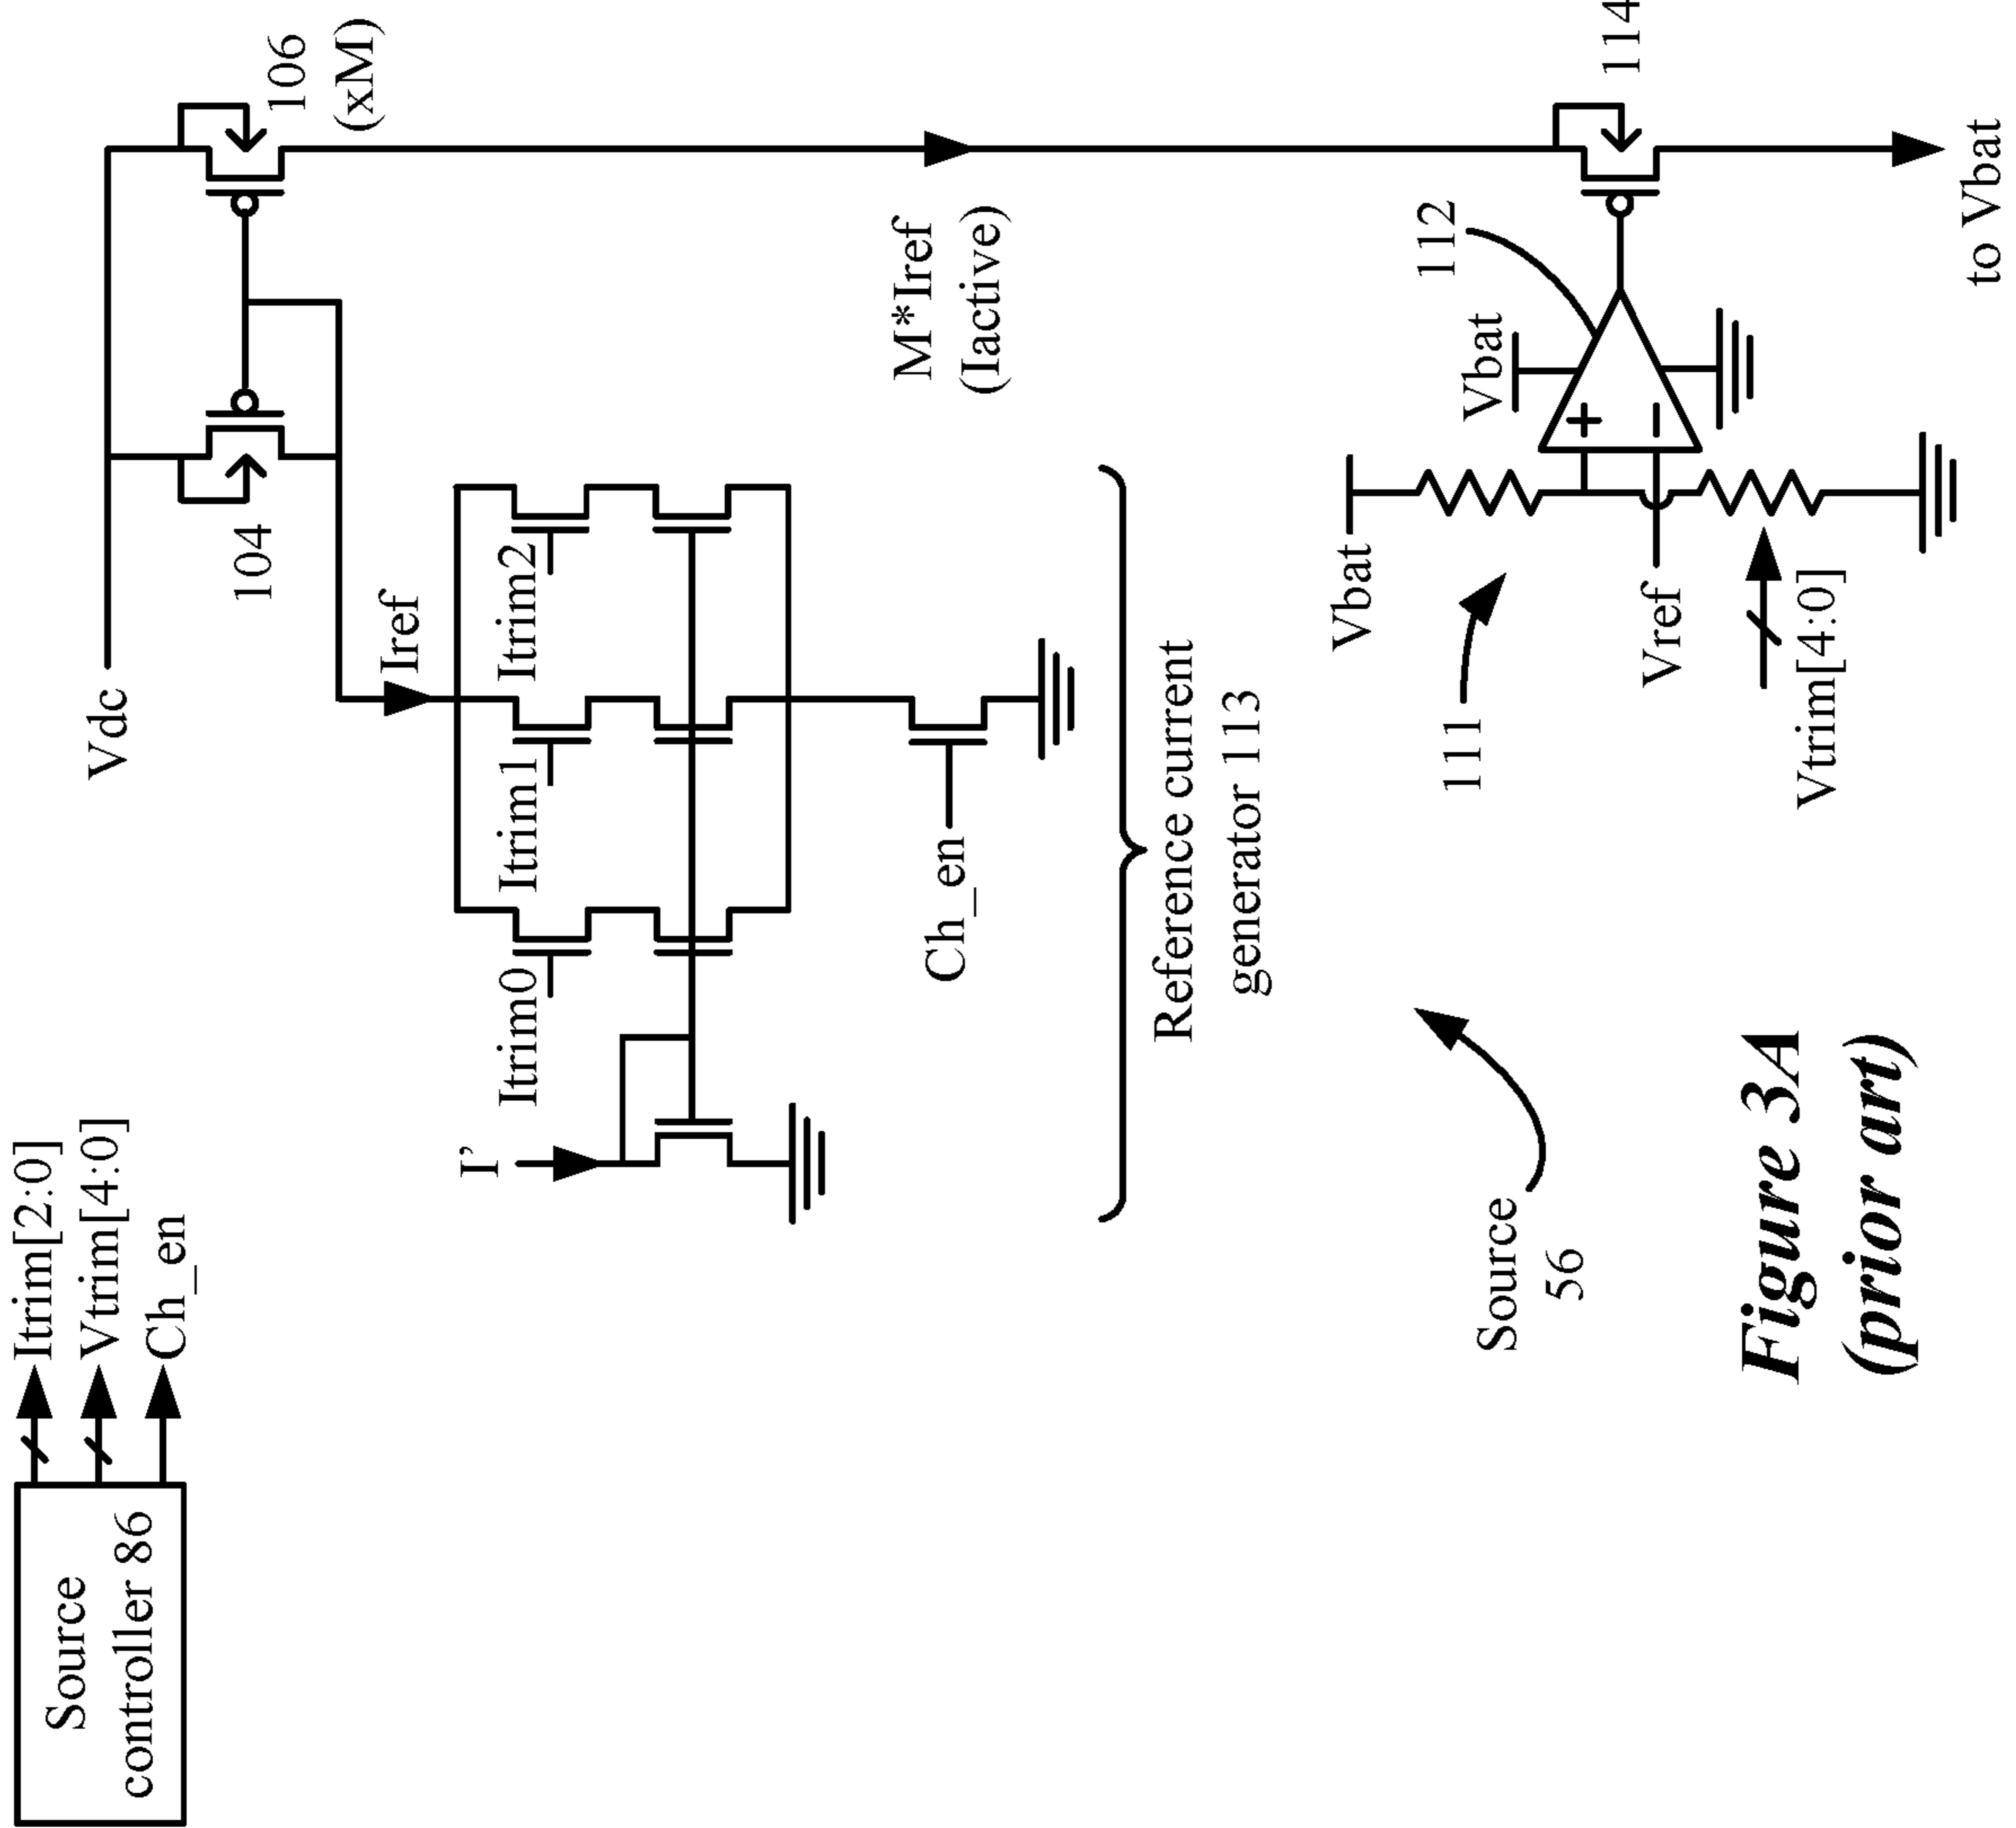 Source
controller 86
Itrim[2:0]
Vtrim[4:0]
Ch_en
Vdc
104
106
(xM)
Iref
I’
Itrim0
Itrim1
Itrim2
M*Iref
(Iactive)
Ch_en
Reference current
generator 113
Source
56
111
Vbat
Vbat
112
114
+
−
Vref
Vtrim[4:0]
to Vbat
Figure 3A
(prior art)